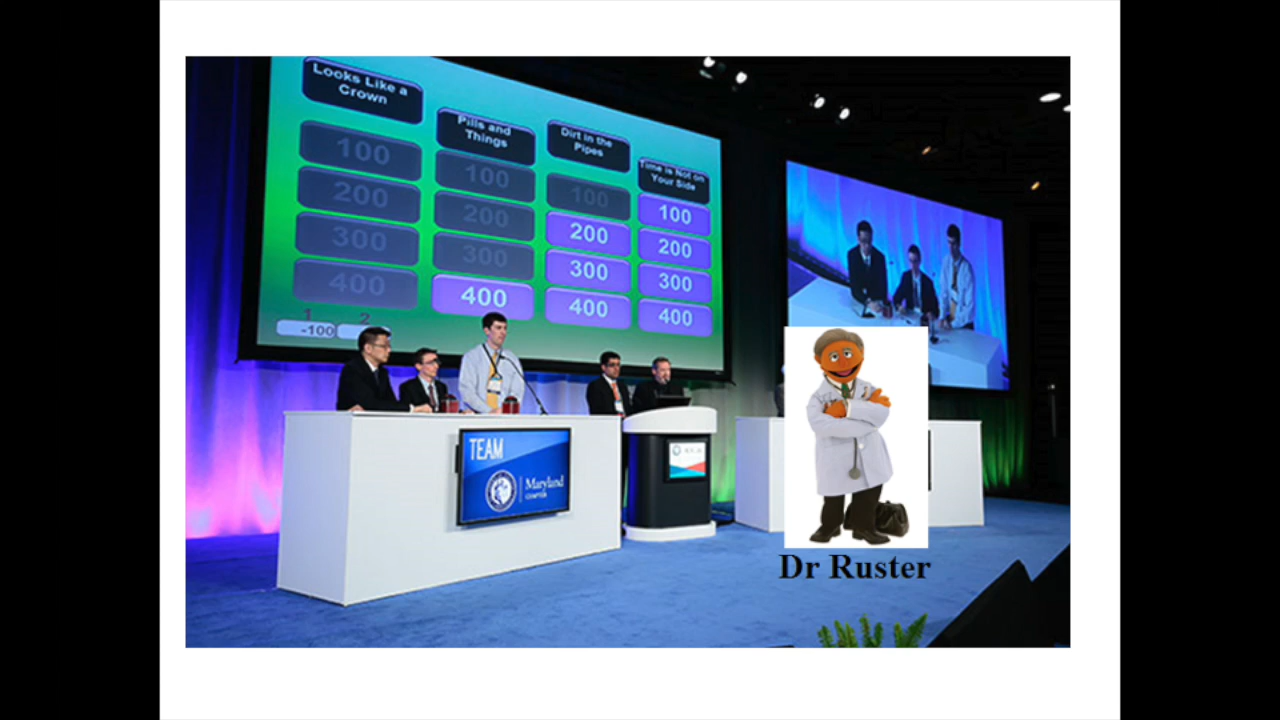 Looks Like a
Crown
100
200
300
400
Pills and
Things
100
200
300
400
Dirt in the
Pipes
100
200
300
400
Time is Not on
Your Side
100
200
300
400
1 2
-100
TEAM
Maryland
CHAPTER
Dr Ruster